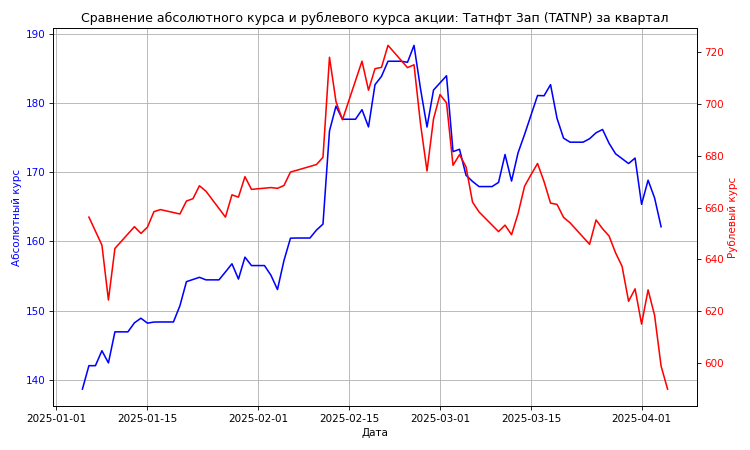 Сравнение абсолютного курса и рублевого курса акции: Татнфт 3ап (TATNP) за квартал
190
180
170
160
150
140
Абсолютный курс
720
700
680
660
640
620
600
Рублевый курс
2025-01-01 2025-01-15 2025-02-01 2025-02-15 2025-03-01 2025-03-15 2025-04-01
Дата